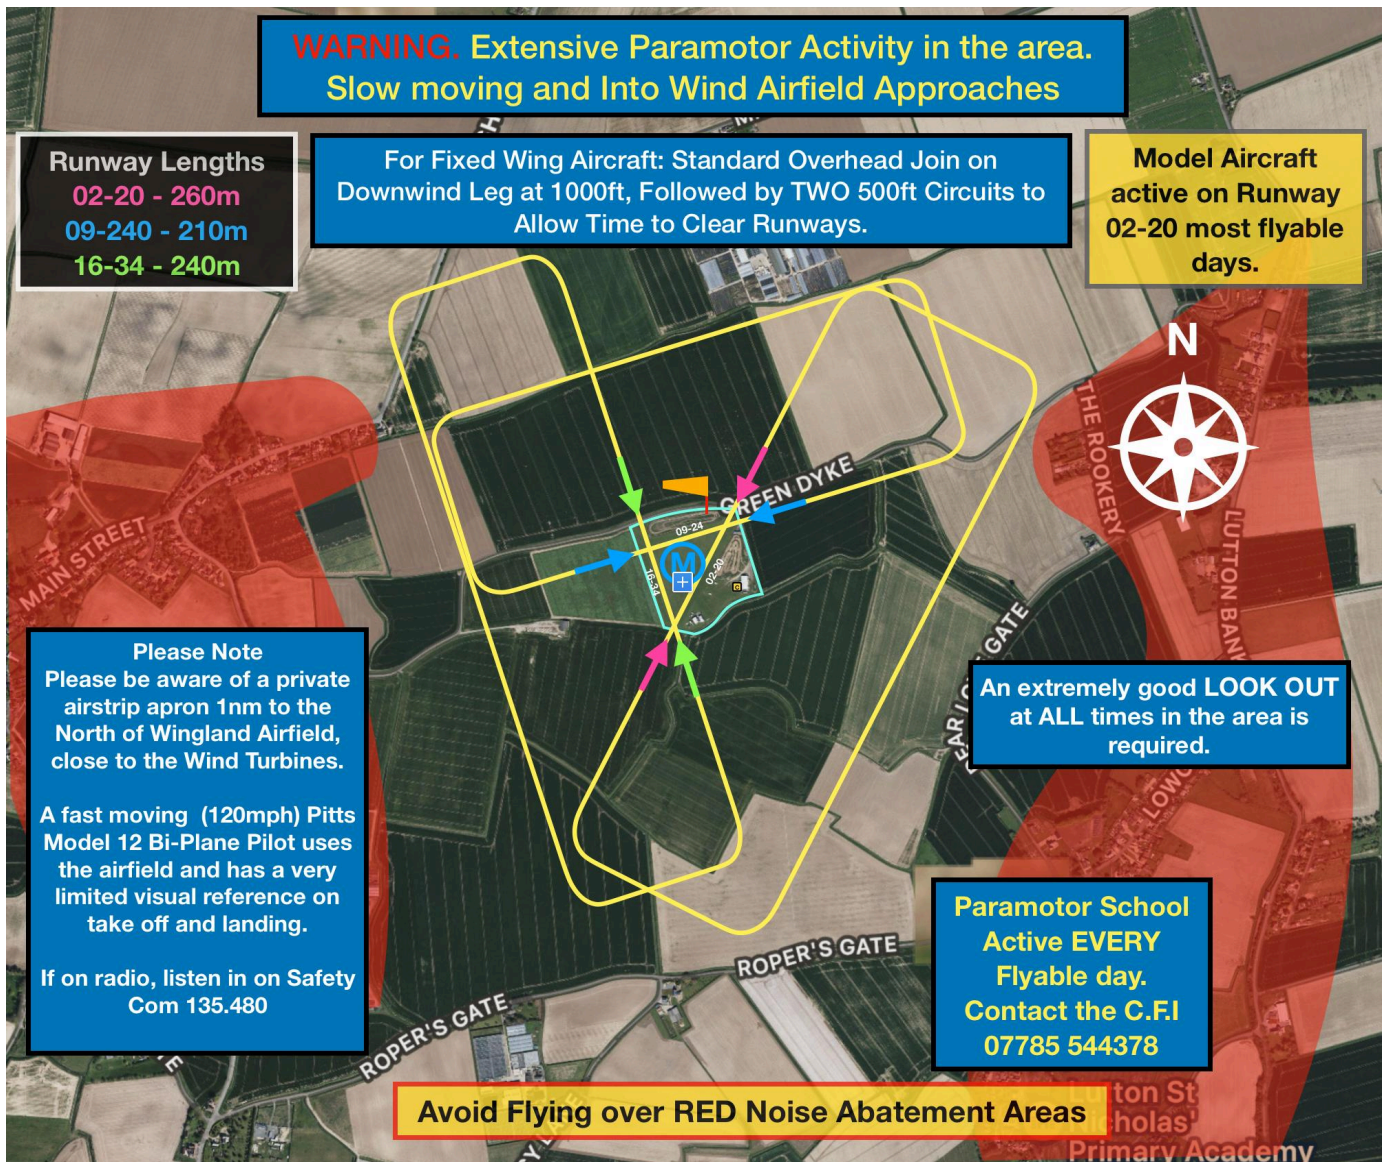 WARNING. Extensive Paramotor Activity in the area.
Slow moving and Into Wind Airfield Approaches
Runway Lengths
02-20 - 260m
09-240 - 210m
16-34 - 240m
For Fixed Wing Aircraft: Standard Overhead Join on
Downwind Leg at 1000ft, Followed by TWO 500ft Circuits to
Allow Time to Clear Runways.
Model Aircraft
active on Runway
02-20 most flyable
days.
N
THE ROOKERY
GREEN DYKE
09-24
M
16-34
02-20
MAIN STREET
LUTTON BANK
GATE
Please Note
Please be aware of a private
airstrip apron 1nm to the
North of Wingland Airfield,
close to the Wind Turbines.
A fast moving (120mph) Pitts
Model 12 Bi-Plane Pilot uses
the airfield and has a very
limited visual reference on
take off and landing.
If on radio, listen in on Safety
Com 135.480
An extremely good LOOK OUT
at ALL times in the area is
required.
LOWG
Paramotor School
Active EVERY
Flyable day.
Contact the C.F.I
07785 544378
ROPER'S GATE
ROPER'S GATE
Avoid Flying over RED Noise Abatement Areas
Lutton St
Nicholas'
Primary Academy